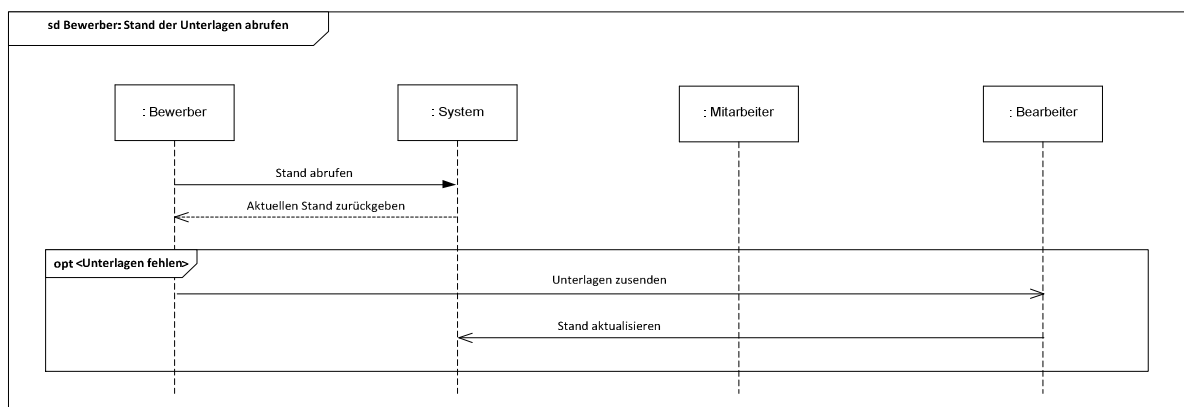 sd Bewerber: Stand der Unterlagen abrufen
: Bewerber
: System
: Mitarbeiter
: Bearbeiter
Stand abrufen
Aktuellen Stand zurückgeben
opt <Unterlagen fehlen>
Unterlagen zusenden
Stand aktualisieren